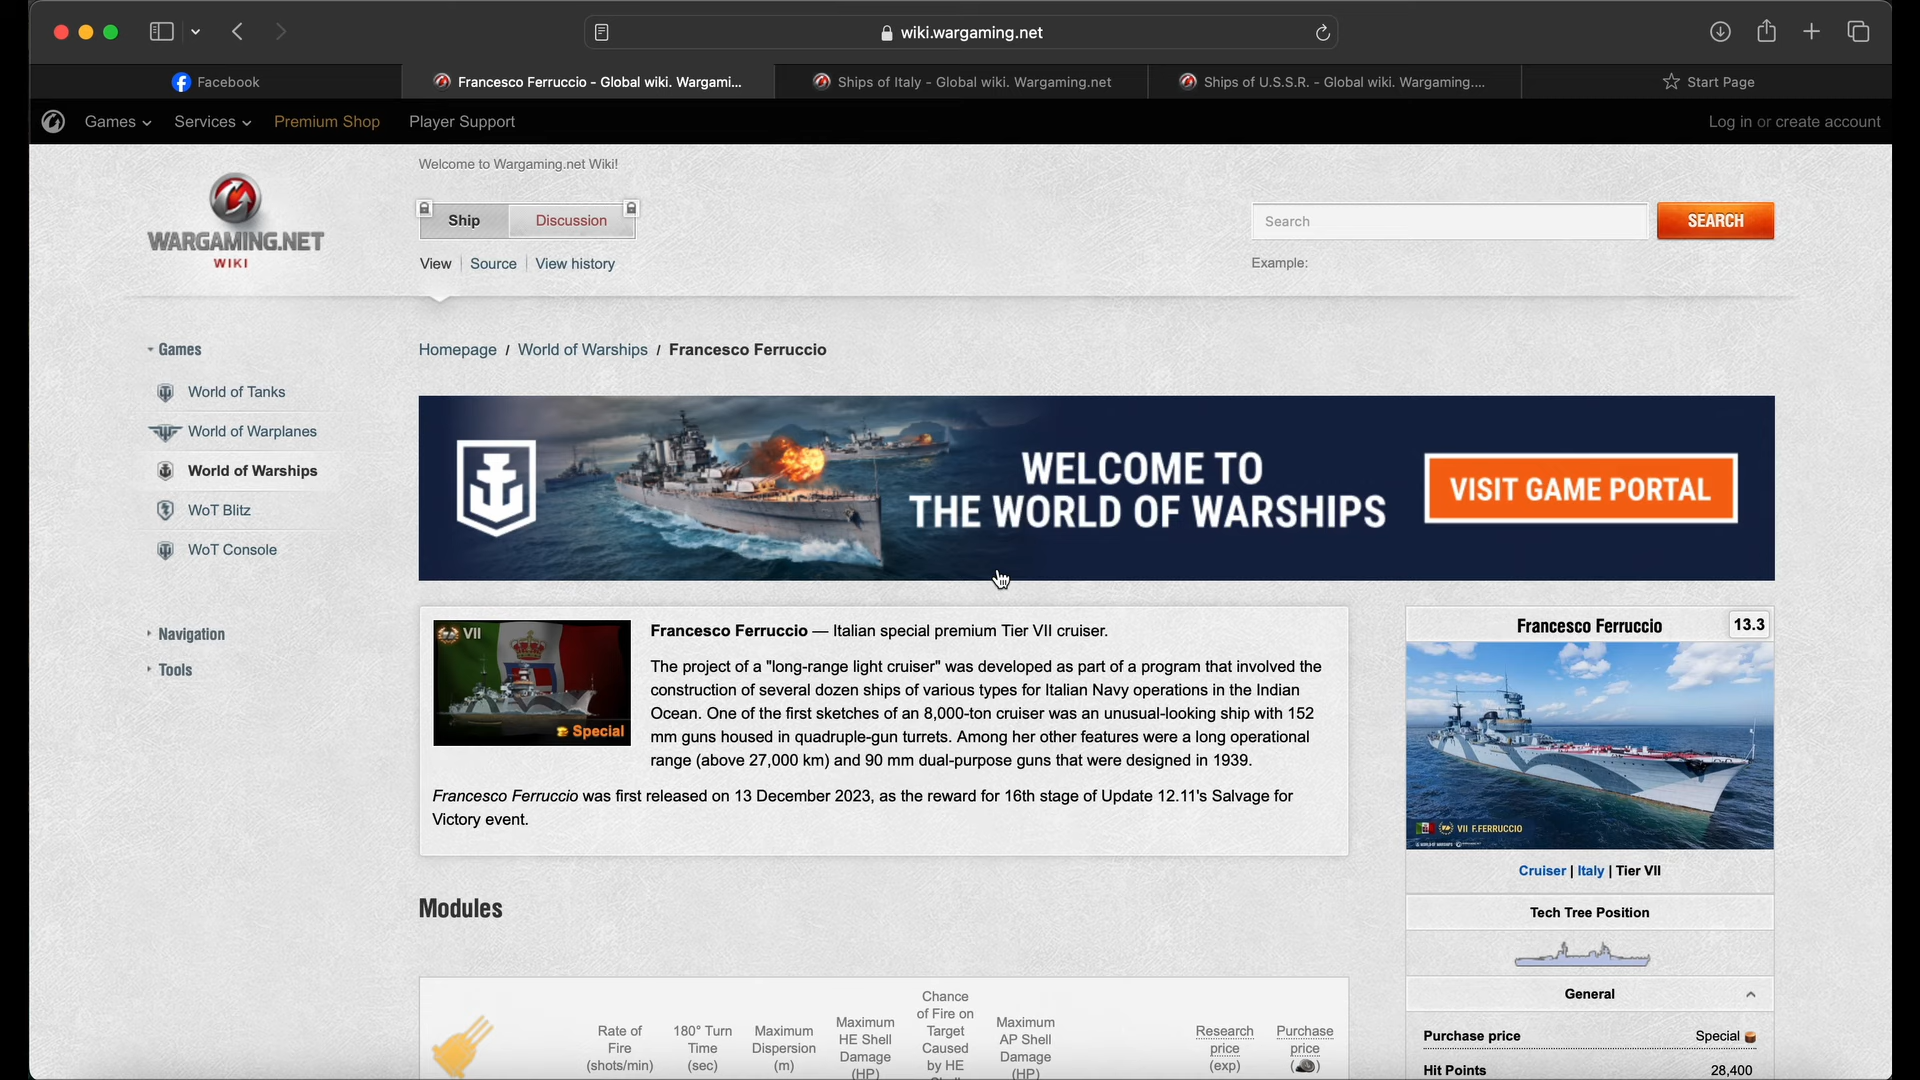 wiki.wargaming.net
Facebook
Francesco Ferruccio - Global wiki. Wargami...
Ships of Italy - Global wiki. Wargaming.net
Ships of U.S.S.R. - Global wiki. Wargaming....
Start Page
Games
Services
Premium Shop
Player Support
Log in or create account
Welcome to Wargaming.net Wiki!
WARGAMING.NET
WIKI
Ship
Discussion
Search
SEARCH
View
Source
View history
Example:
Games
World of Tanks
World of Warplanes
World of Warships
WoT Blitz
WoT Console
Navigation
Tools
Homepage / World of Warships / Francesco Ferruccio
WELCOME TO
THE WORLD OF WARSHIPS
VISIT GAME PORTAL
VII
Special
Francesco Ferruccio — Italian special premium Tier VII cruiser.
The project of a "long-range light cruiser" was developed as part of a program that involved the
construction of several dozen ships of various types for Italian Navy operations in the Indian
Ocean. One of the first sketches of an 8,000-ton cruiser was an unusual-looking ship with 152
mm guns housed in quadruple-gun turrets. Among her other features were a long operational
range (above 27,000 km) and 90 mm dual-purpose guns that were designed in 1939.
Francesco Ferruccio was first released on 13 December 2023, as the reward for 16th stage of Update 12.11's Salvage for
Victory event.
Modules
Rate of
Fire
(shots/min)
180° Turn
Time
(sec)
Maximum
Dispersion
(m)
Maximum
HE Shell
Damage
(HP)
Chance
of Fire on
Target
Caused
by HE
Maximum
AP Shell
Damage
(HP)
Research
price
(exp)
Purchase
price
Francesco Ferruccio
13.3
VII F.FERRUCCIO
Cruiser | Italy | Tier VII
Tech Tree Position
General
Purchase price
Special
Hit Points
28,400